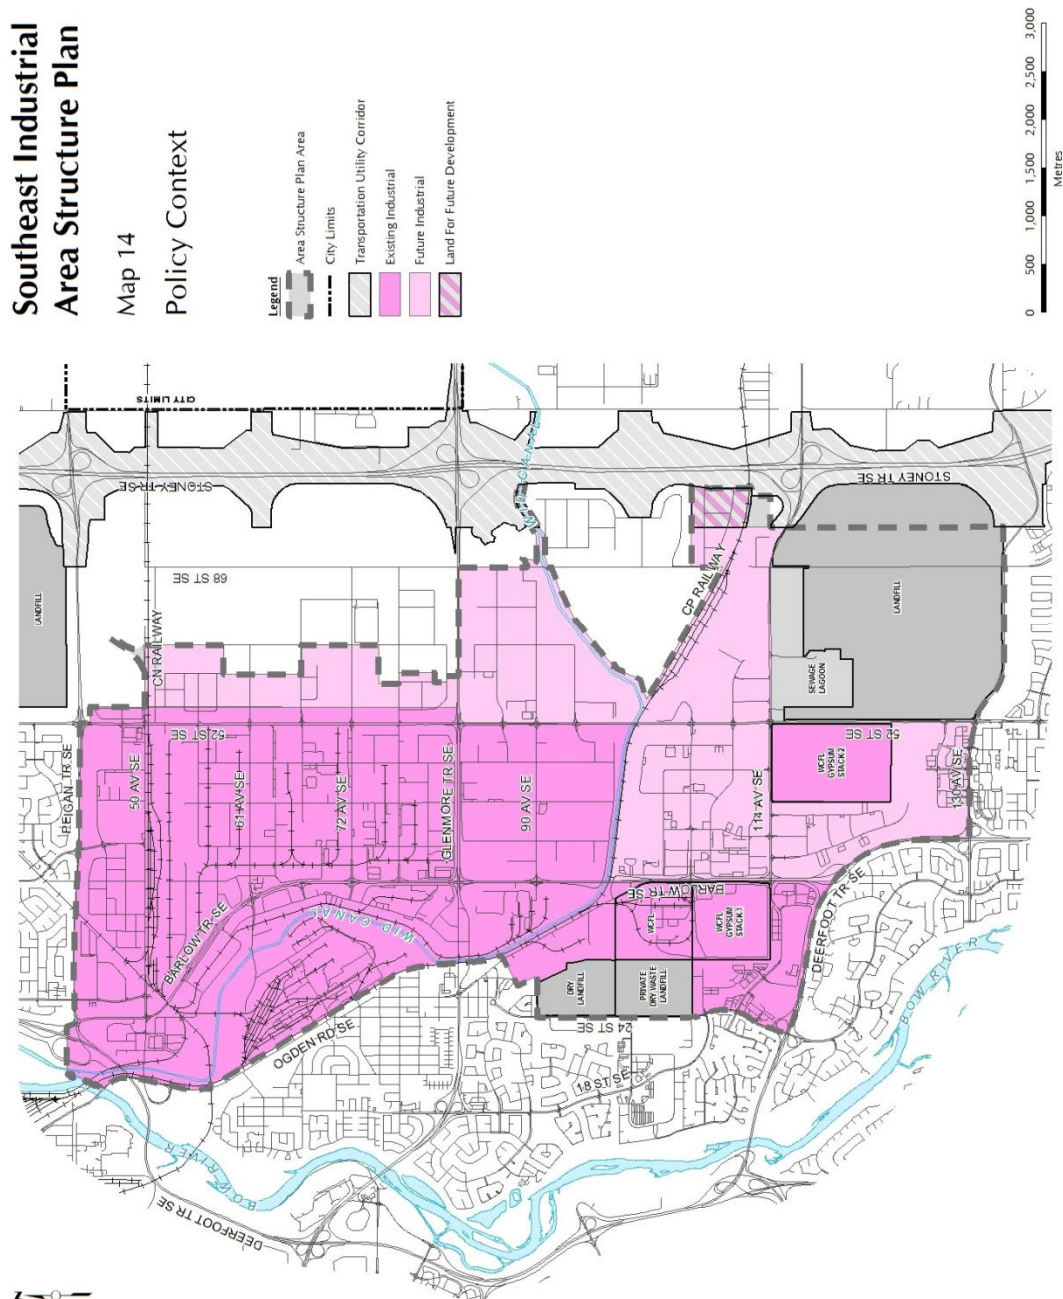 Southeast Industrial
Area Structure Plan
Map 14
Policy Context
Legend
Area Structure Plan Area
City Limits
Transportation Utility Corridor
Existing Industrial
Future Industrial
Land For Future Development
0 500 1,000 1,500 2,000 2,500 3,000
Metres
CITY LIMITS
STONEY TR SE
W I D C A N A L
STONEY TR SE
LANDFILL
68 ST SE
CN RAILWAY
CP RAILWAY
LANDFILL
SEWAGE
LAGOON
PEIGAN TR SE
50 AV SE
52 ST SE
61 AV SE
72 AV SE
GLENMORE TR SE
90 AV SE
114 AV SE
52 ST SE
WCFL
GYPSUM
STACK 2
130 AV SE
BARLOW TR SE
W I D C A N A L
BARLOW TR SE
WCFL
WCFL
GYPSUM
STACK 1
DEERFOOT TR SE
DRY
LANDFILL
PRIVATE
DRY WASTE
LANDFILL
24 ST SE
OGDEN RD SE
18 ST SE
BOW RIVER
BOW RIVER
DEERFOOT TR SE